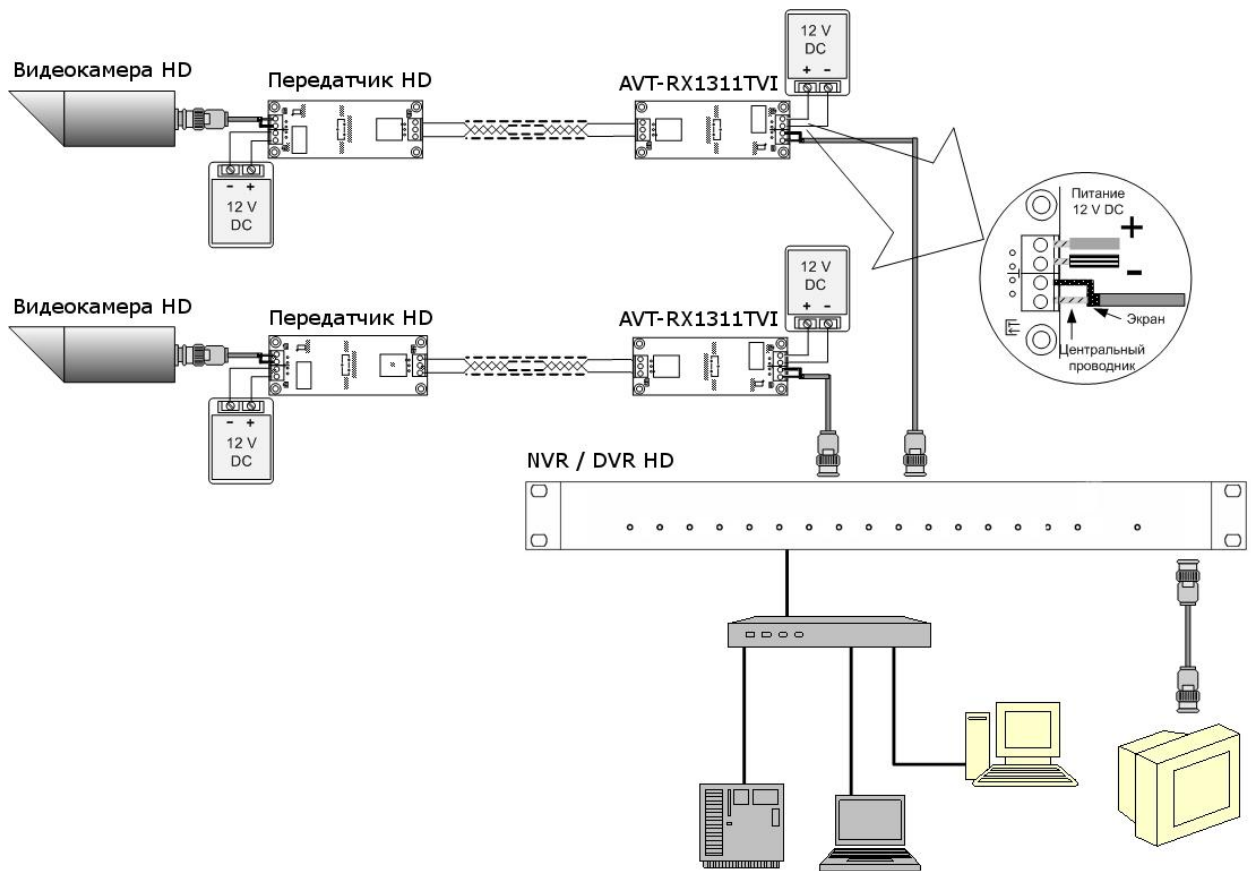 12 V
DC
+ -
Видеокамера HD
Передатчик HD
AVT-RX1311TVI
- +
12 V
DC
Питание
12 V DC
+
-
Экран
Центральный
проводник
12 V
DC
+ -
Видеокамера HD
Передатчик HD
AVT-RX1311TVI
- +
12 V
DC
NVR / DVR HD